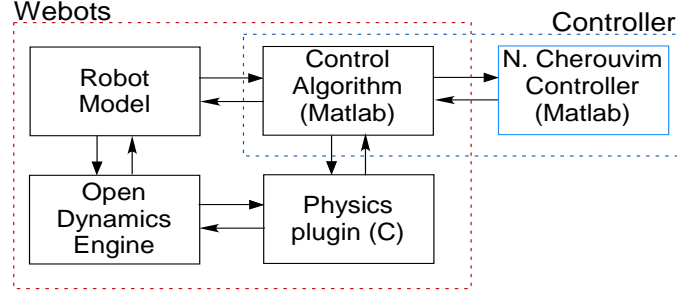 Webots
Controller
Robot
Model
Control
Algorithm
(Matlab)
N. Cherouvim
Controller
(Matlab)
Open
Dynamics
Engine
Physics
plugin (C)